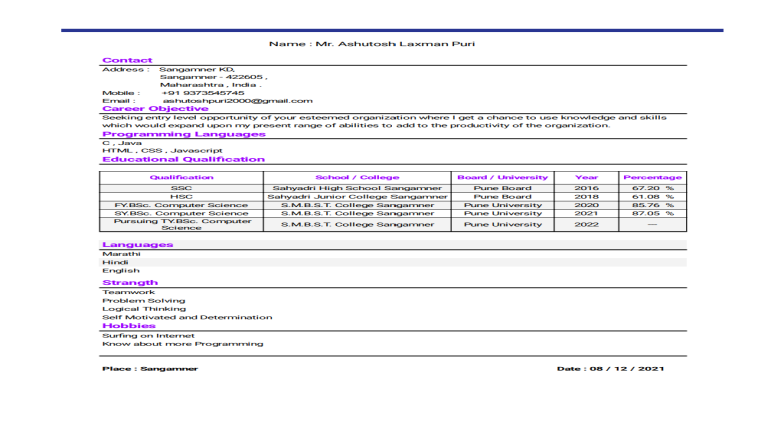 Name : Mr. Ashutosh Laxman Puri
Contact
Address : Sangamner KD,
Sangamner - 422605 ,
Maharashtra , India .
Mobile : +91 9373545745
Email : ashutoshpuri2000@gmail.com
Career Objective
Seeking entry level opportunity of your esteemed organization where I get a chance to use knowledge and skills
which would expand upon my present range of abilities to add to the productivity of the organization.
Programming Languages
C , Java
HTML , CSS , Javascript
Educational Qualification
Qualification School / College Board / University Year Percentage
SSC Sahyadri High School Sangamner Pune Board 2016 67.20 %
HSC Sahyadri Junior College Sangamner Pune Board 2018 61.08 %
FY.BSc. Computer Science S.M.B.S.T. College Sangamner Pune University 2020 85.76 %
SY.BSc. Computer Science S.M.B.S.T. College Sangamner Pune University 2021 87.05 %
Pursuing TY.BSc. Computer
Science S.M.B.S.T. College Sangamner Pune University 2022 —
Languages
Marathi
Hindi
English
Strangth
Teamwork
Problem Solving
Logical Thinking
Self Motivated and Determination
Hobbies
Surfing on Internet
Know about more Programming
Place : Sangamner Date : 08 / 12 / 2021